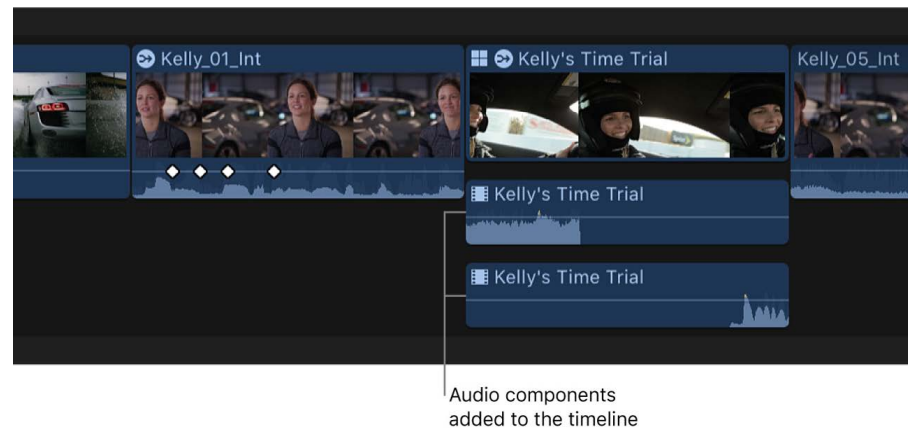 Kelly_01_Int
Kelly's Time Trial
Kelly_05_Int
Kelly's Time Trial
Kelly's Time Trial
Audio components
added to the timeline